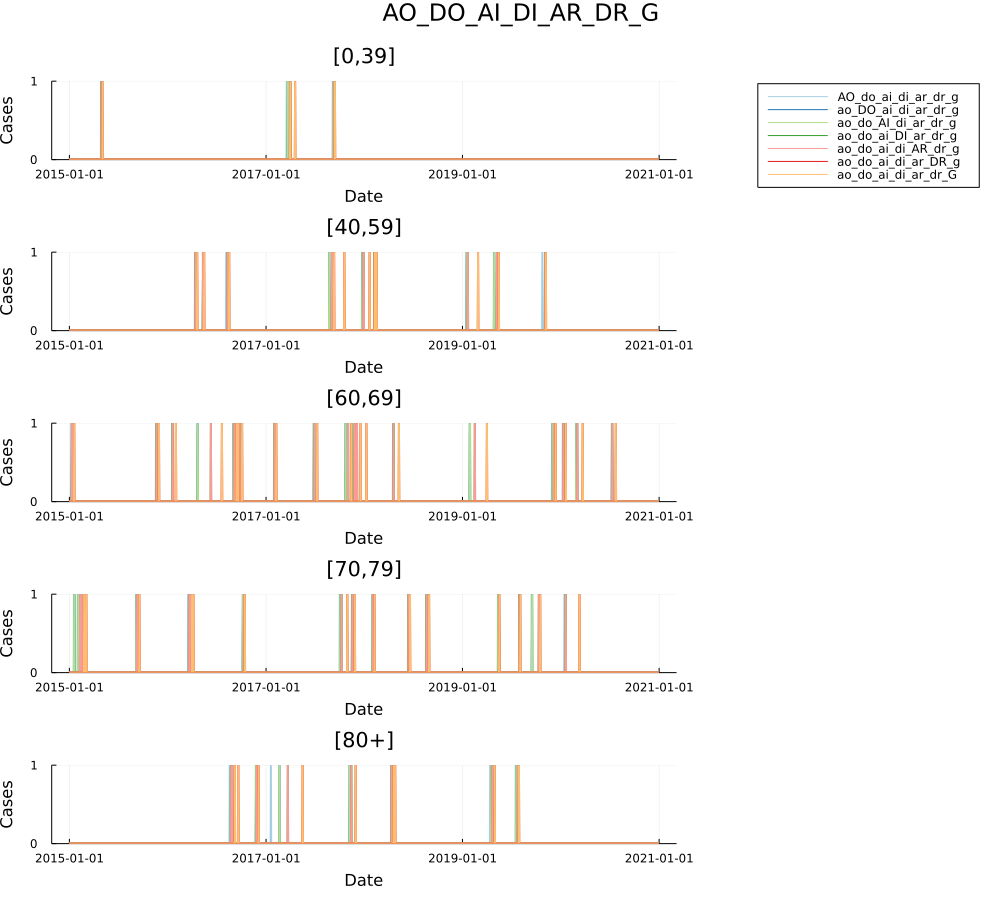 AO_DO_AI_DI_AR_DR_G
[0,39]
Cases
1
0
2015-01-01 2017-01-01 2019-01-01 2021-01-01
Date
AO_do_ai_di_ar_dr_g
ao_DO_ai_di_ar_dr_g
ao_do_AI_di_ar_dr_g
ao_do_ai_DI_ar_dr_g
ao_do_ai_di_AR_dr_g
ao_do_ai_di_ar_DR_g
ao_do_ai_di_ar_dr_G
[40,59]
Cases
1
0
2015-01-01 2017-01-01 2019-01-01 2021-01-01
Date
[60,69]
Cases
1
0
2015-01-01 2017-01-01 2019-01-01 2021-01-01
Date
[70,79]
Cases
1
0
2015-01-01 2017-01-01 2019-01-01 2021-01-01
Date
[80+]
Cases
1
0
2015-01-01 2017-01-01 2019-01-01 2021-01-01
Date